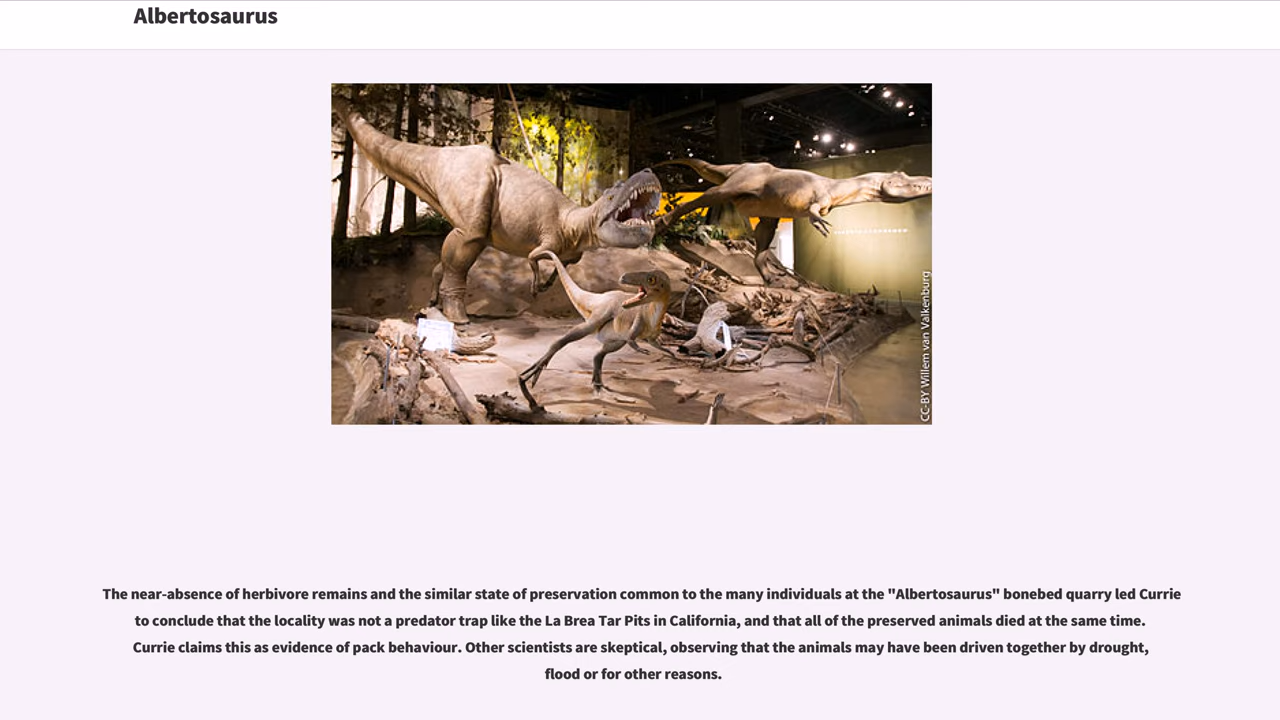 Albertosaurus
CC-BY Willem van Valkenburg
The near-absence of herbivore remains and the similar state of preservation common to the many individuals at the "Albertosaurus" bonebed quarry led Currie
to conclude that the locality was not a predator trap like the La Brea Tar Pits in California, and that all of the preserved animals died at the same time.
Currie claims this as evidence of pack behaviour. Other scientists are skeptical, observing that the animals may have been driven together by drought,
flood or for other reasons.